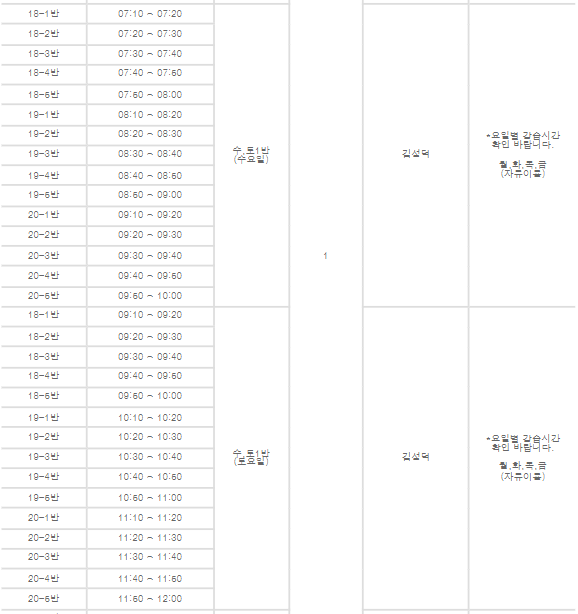 18-1반 07:10 ~ 07:20
18-2반 07:20 ~ 07:30
18-3반 07:30 ~ 07:40
18-4반 07:40 ~ 07:50
18-5반 07:50 ~ 08:00
19-1반 08:10 ~ 08:20
19-2반 08:20 ~ 08:30
19-3반 08:30 ~ 08:40
19-4반 08:40 ~ 08:50
19-5반 08:50 ~ 09:00
20-1반 09:10 ~ 09:20
20-2반 09:20 ~ 09:30
20-3반 09:30 ~ 09:40
20-4반 09:40 ~ 09:50
20-5반 09:50 ~ 10:00
수,토1반
(수요일)
1
김성덕
*요일별 강습시간
확인 바랍니다.
월,화,목,금
(자유이용)
18-1반 09:10 ~ 09:20
18-2반 09:20 ~ 09:30
18-3반 09:30 ~ 09:40
18-4반 09:40 ~ 09:50
18-5반 09:50 ~ 10:00
19-1반 10:10 ~ 10:20
19-2반 10:20 ~ 10:30
19-3반 10:30 ~ 10:40
19-4반 10:40 ~ 10:50
19-5반 10:50 ~ 11:00
20-1반 11:10 ~ 11:20
20-2반 11:20 ~ 11:30
20-3반 11:30 ~ 11:40
20-4반 11:40 ~ 11:50
20-5반 11:50 ~ 12:00
수,토1반
(토요일)
김성덕
*요일별 강습시간
확인 바랍니다.
월,화,목,금
(자유이용)